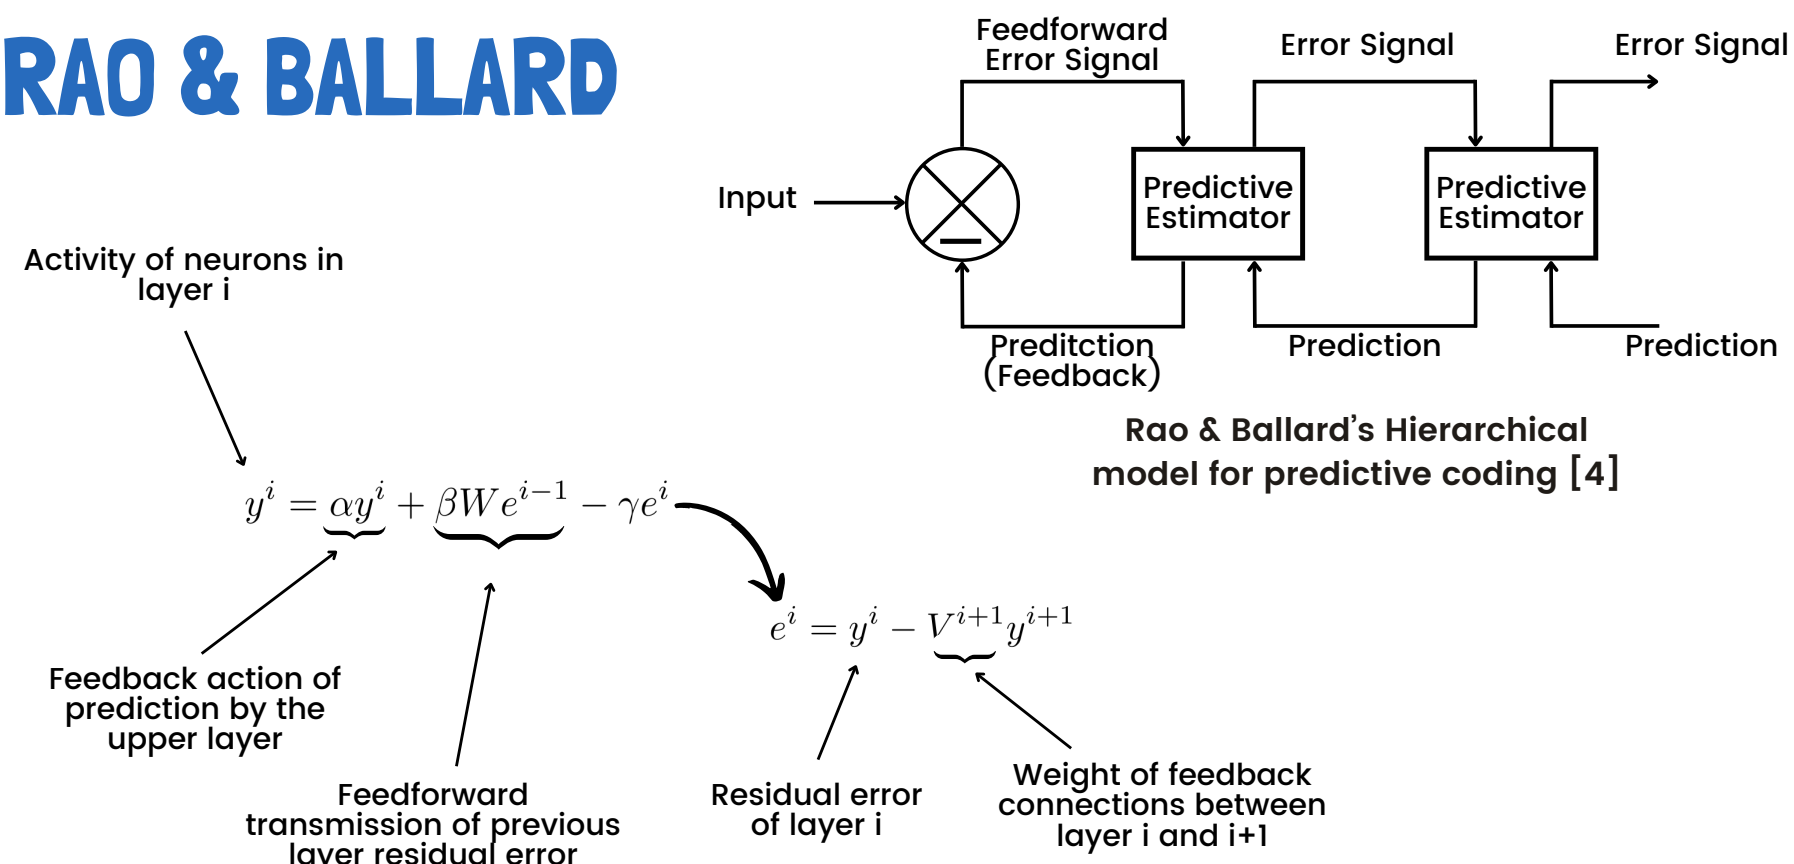 RAO & BALLARD
Feedforward
Error Signal
Error Signal
Error Signal
Input
Predictive
Estimator
Predictive
Estimator
Preditction
(Feedback)
Prediction
Prediction
Rao & Ballard’s Hierarchical
model for predictive coding [4]
Activity of neurons in
layer i
y^i = αy^i + βWe^{i−1} − γe^i
e^i = y^i − V^{i+1}y^{i+1}
Feedback action of
prediction by the
upper layer
Feedforward
transmission of previous
layer residual error
Residual error
of layer i
Weight of feedback
connections between
layer i and i+1